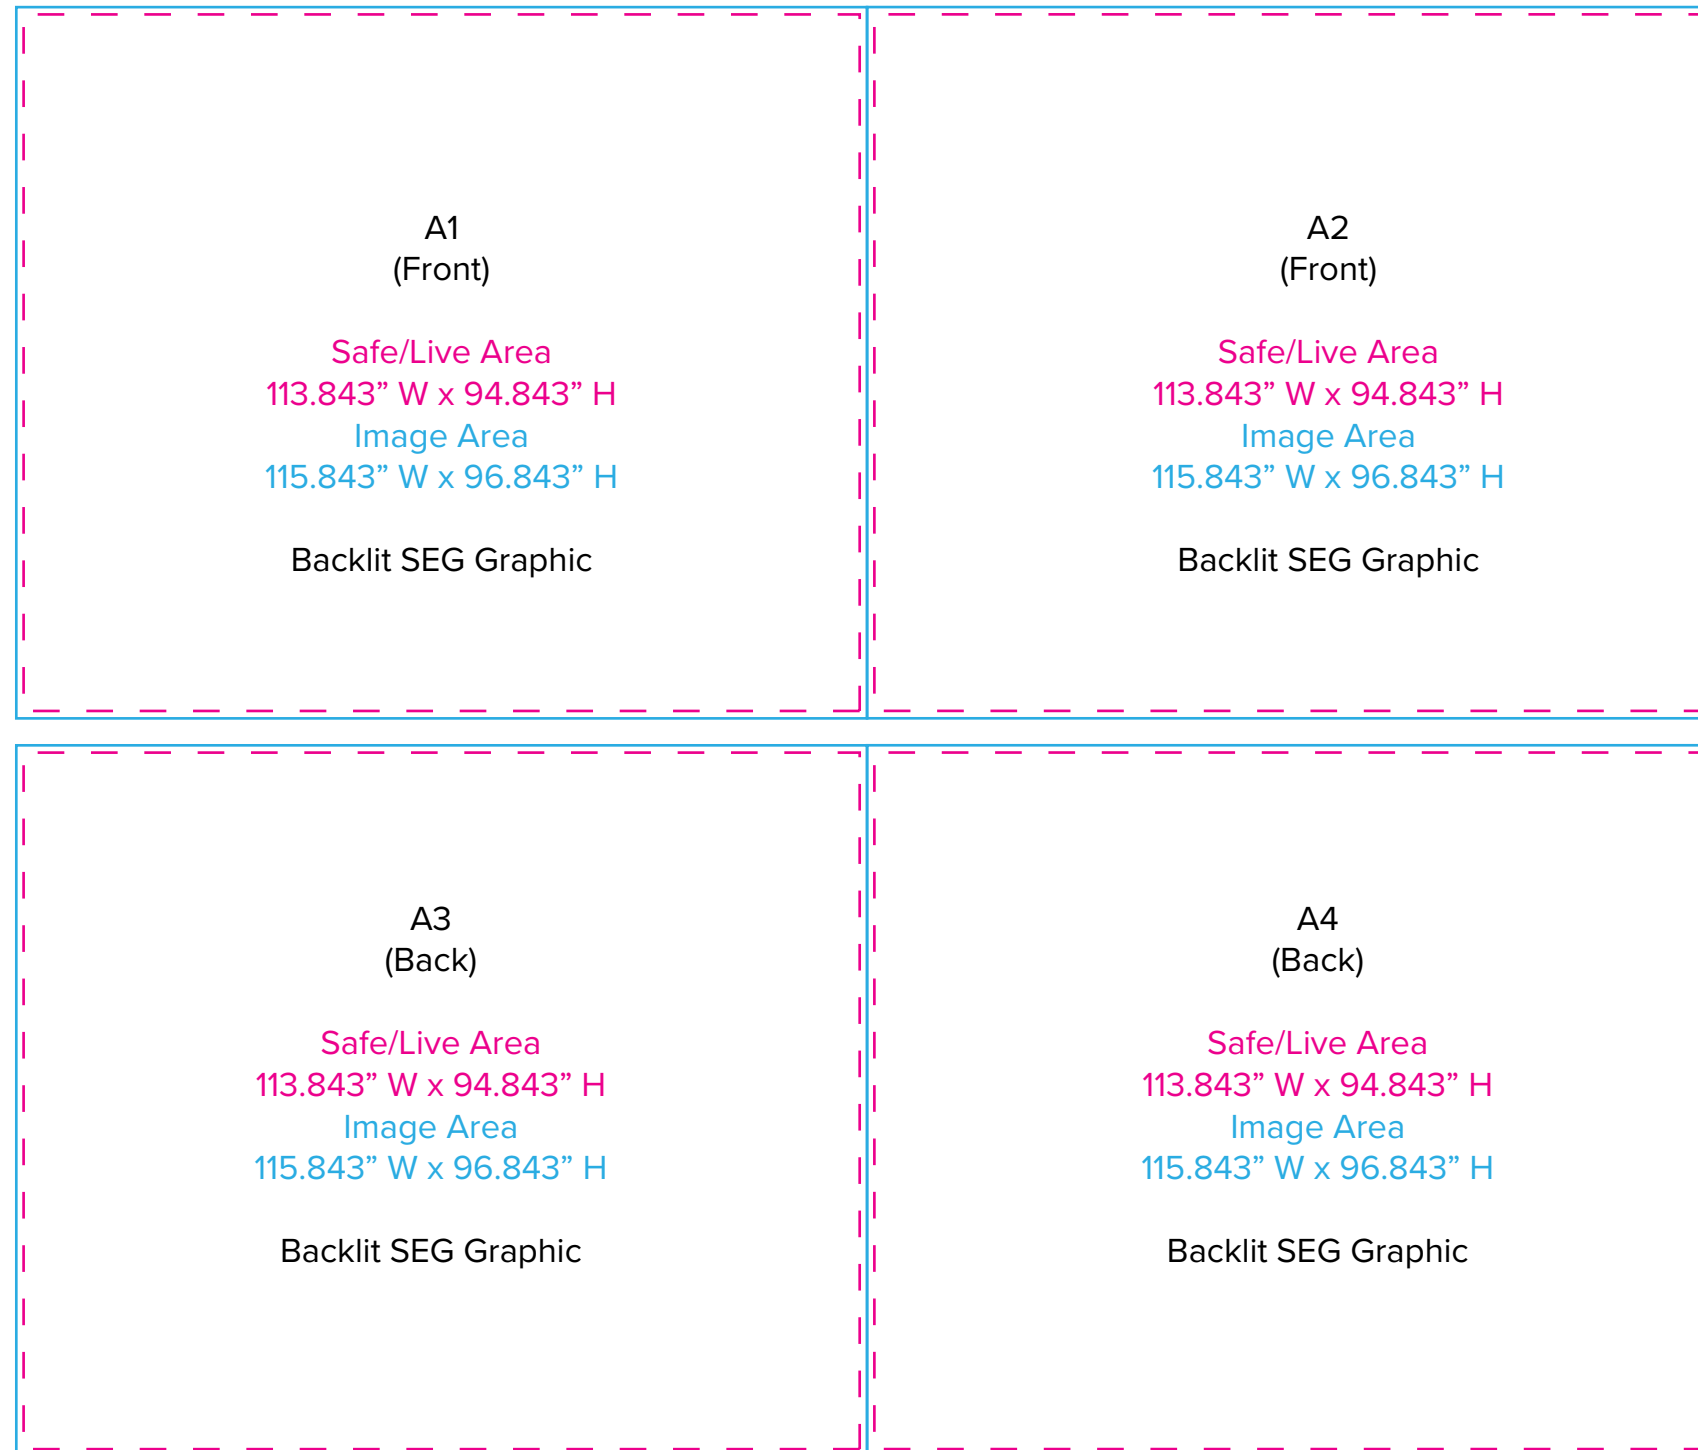 A1
(Front)
Safe/Live Area
113.843” W x 94.843” H
Image Area
115.843” W x 96.843” H
Backlit SEG Graphic
A2
(Front)
Safe/Live Area
113.843” W x 94.843” H
Image Area
115.843” W x 96.843” H
Backlit SEG Graphic
A3
(Back)
Safe/Live Area
113.843” W x 94.843” H
Image Area
115.843” W x 96.843” H
Backlit SEG Graphic
A4
(Back)
Safe/Live Area
113.843” W x 94.843” H
Image Area
115.843” W x 96.843” H
Backlit SEG Graphic